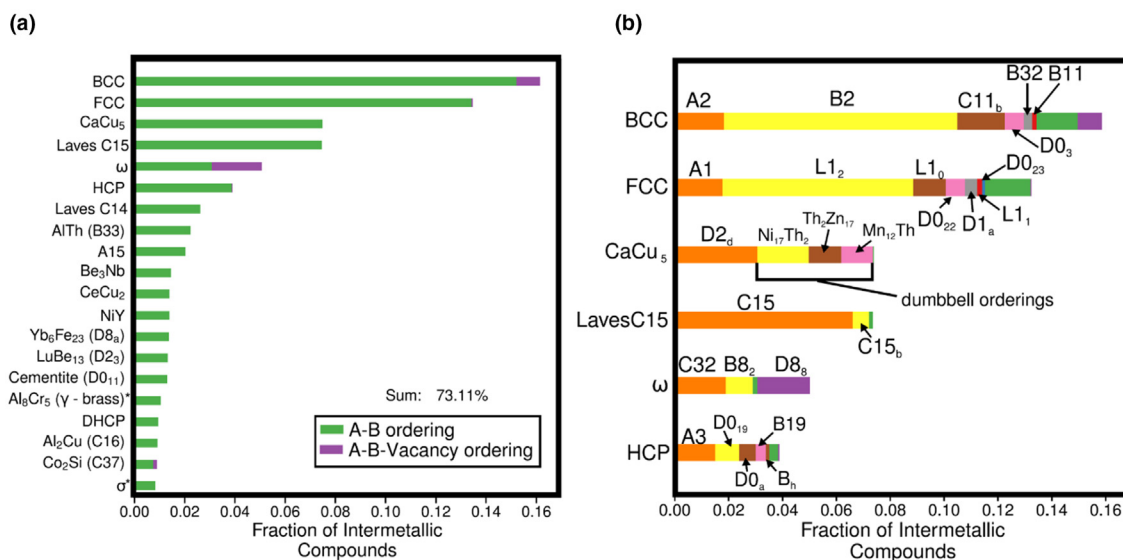 (a)
BCC
FCC
CaCu₅
Laves C15
ω
HCP
Laves C14
AlTh (B33)
A15
Be₃Nb
CeCu₂
NiY
Yb₆Fe₂₃ (D8ₐ)
LuBe₁₃ (D2₃)
Cementite (D0₁₁)
Al₈Cr₅ (γ - brass)*
DHCP
Al₂Cu (C16)
Co₂Si (C37)
σ*
Sum: 73.11%
A-B ordering
A-B-Vacancy ordering
0.00 0.02 0.04 0.06 0.08 0.10 0.12 0.14 0.16
Fraction of Intermetallic
Compounds
(b)
BCC
A2 B2 C11_b B32 B11
D0₃
FCC
A1 L1₂ L1₀ D0₂₃
D0₂₂ D1ₐ L1₁
CaCu₅
D2_d Ni₁₇Th₂ Th₂Zn₁₇ Mn₁₂Th
dumbbell orderings
LavesC15
C15
C15_b
ω
C32 B8₂ D8₈
HCP
A3 D0₁₉ B19
D0ₐ Bₕ
0.00 0.02 0.04 0.06 0.08 0.10 0.12 0.14 0.16
Fraction of Intermetallic
Compounds